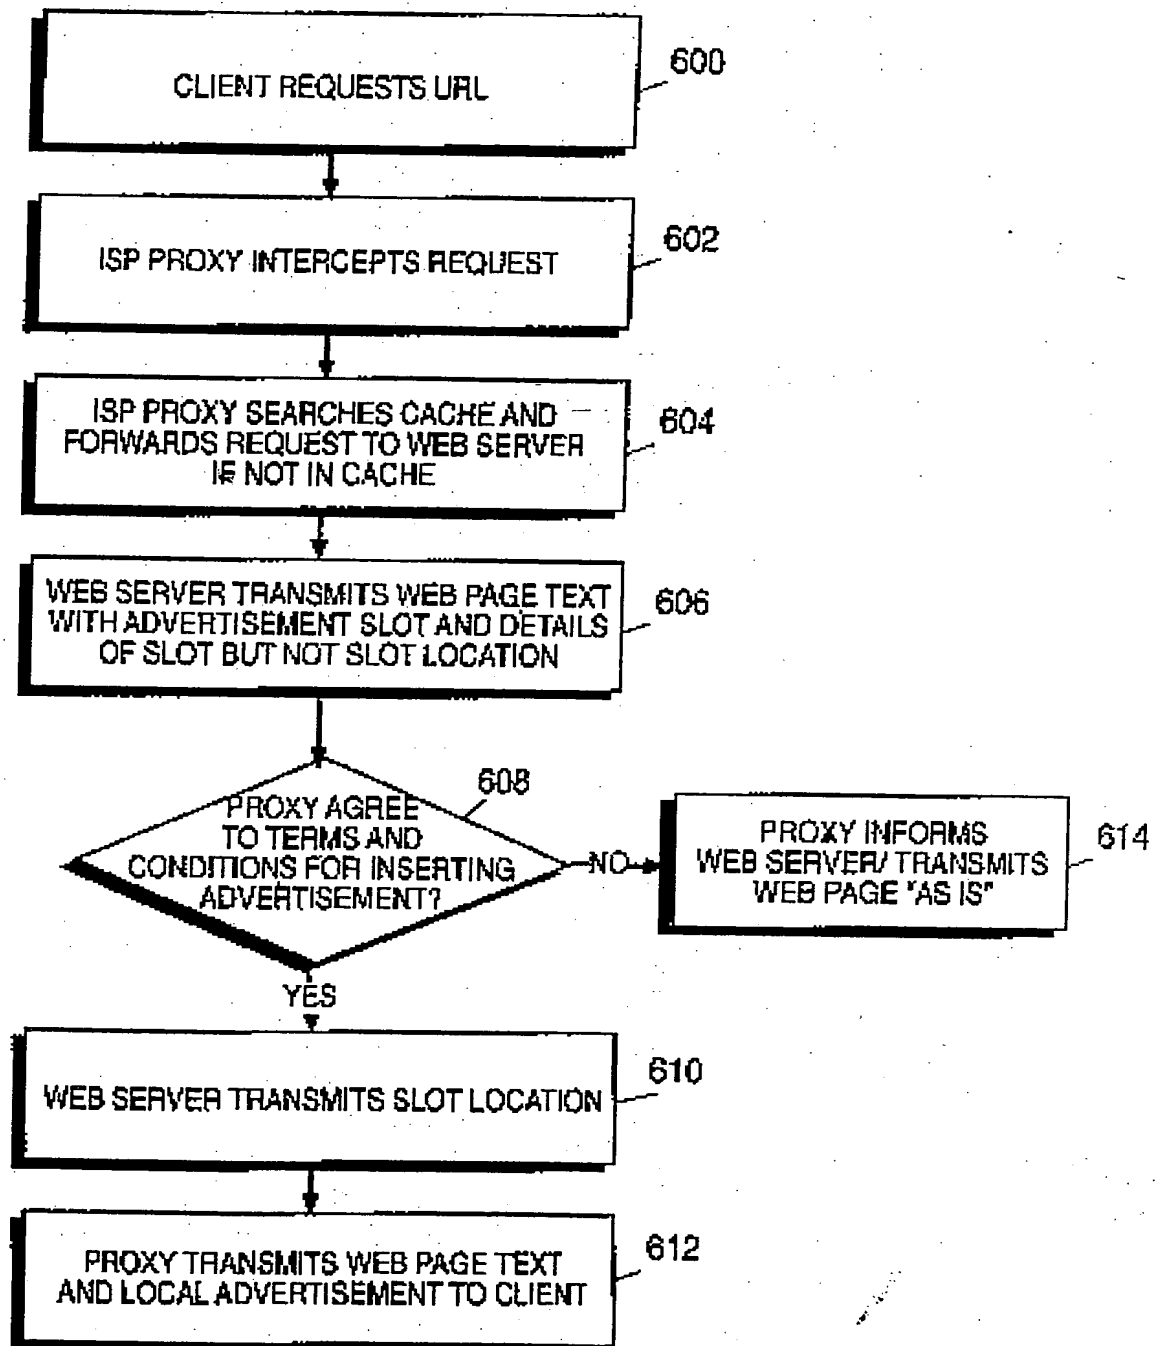 CLIENT REQUESTS URL
600
ISP PROXY INTERCEPTS REQUEST
602
ISP PROXY SEARCHES CACHE AND
FORWARDS REQUEST TO WEB SERVER
IF NOT IN CACHE
604
WEB SERVER TRANSMITS WEB PAGE TEXT
WITH ADVERTISEMENT SLOT AND DETAILS
OF SLOT BUT NOT SLOT LOCATION
606
PROXY AGREE
TO TERMS AND
CONDITIONS FOR INSERTING
ADVERTISEMENT?
608
NO
PROXY INFORMS
WEB SERVER/ TRANSMITS
WEB PAGE "AS IS"
614
YES
WEB SERVER TRANSMITS SLOT LOCATION
610
PROXY TRANSMITS WEB PAGE TEXT
AND LOCAL ADVERTISEMENT TO CLIENT
612